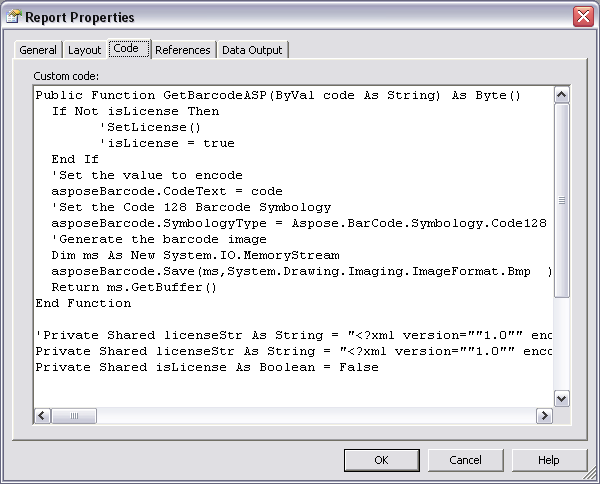 Report Properties
General Layout Code References Data Output
Custom code:
Public Function GetBarcodeASP(ByVal code As String) As Byte()
If Not isLicense Then
'SetLicense()
'isLicense = true
End If
'Set the value to encode
asposeBarcode.CodeText = code
'Set the Code 128 Barcode Symbology
asposeBarcode.SymbologyType = Aspose.BarCode.Symbology.Code128
'Generate the barcode image
Dim ms As New System.IO.MemoryStream
asposeBarcode.Save(ms,System.Drawing.Imaging.ImageFormat.Bmp )
Return ms.GetBuffer()
End Function
'Private Shared licenseStr As String = "<?xml version=""1.0"" enc
Private Shared licenseStr As String = "<?xml version=""1.0"" enco
Private Shared isLicense As Boolean = False
OK Cancel Help